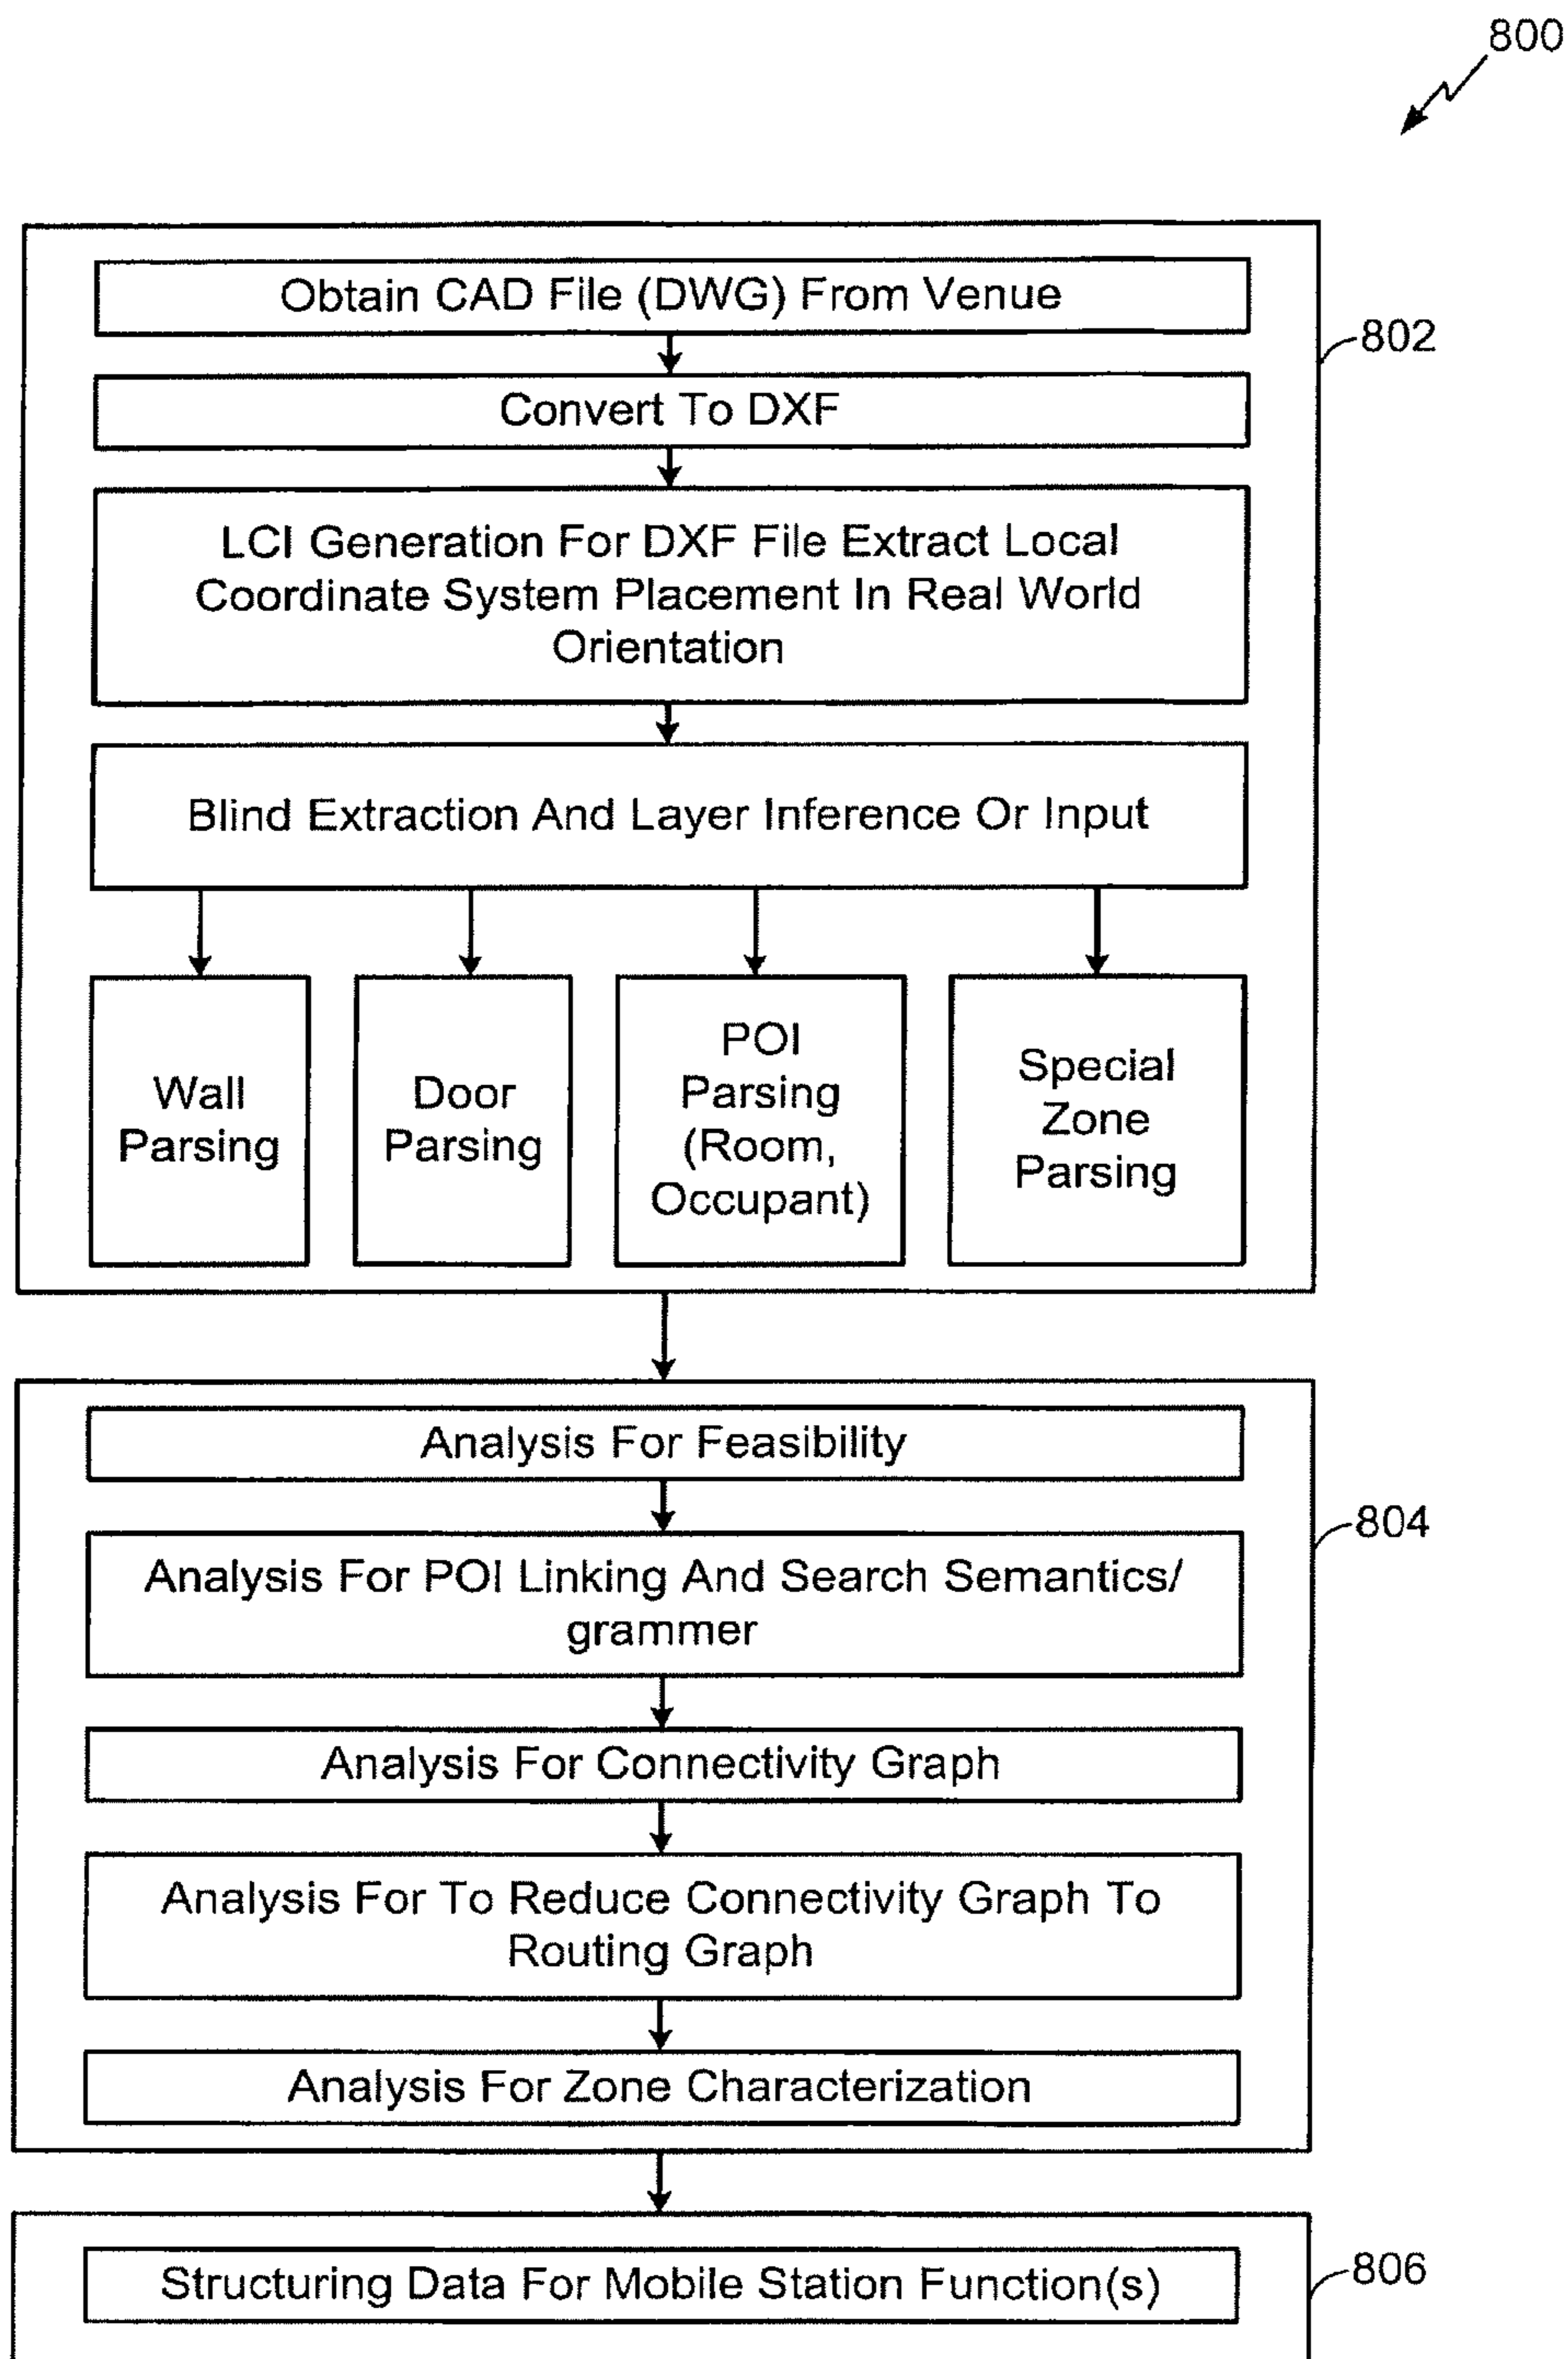 800
Obtain CAD File (DWG) From Venue
802
Convert To DXF
LCI Generation For DXF File Extract Local
Coordinate System Placement In Real World
Orientation
Blind Extraction And Layer Inference Or Input
Wall
Parsing
Door
Parsing
POI
Parsing
(Room,
Occupant)
Special
Zone
Parsing
Analysis For Feasibility
804
Analysis For POI Linking And Search Semantics/
grammer
Analysis For Connectivity Graph
Analysis For To Reduce Connectivity Graph To
Routing Graph
Analysis For Zone Characterization
Structuring Data For Mobile Station Function(s)
806